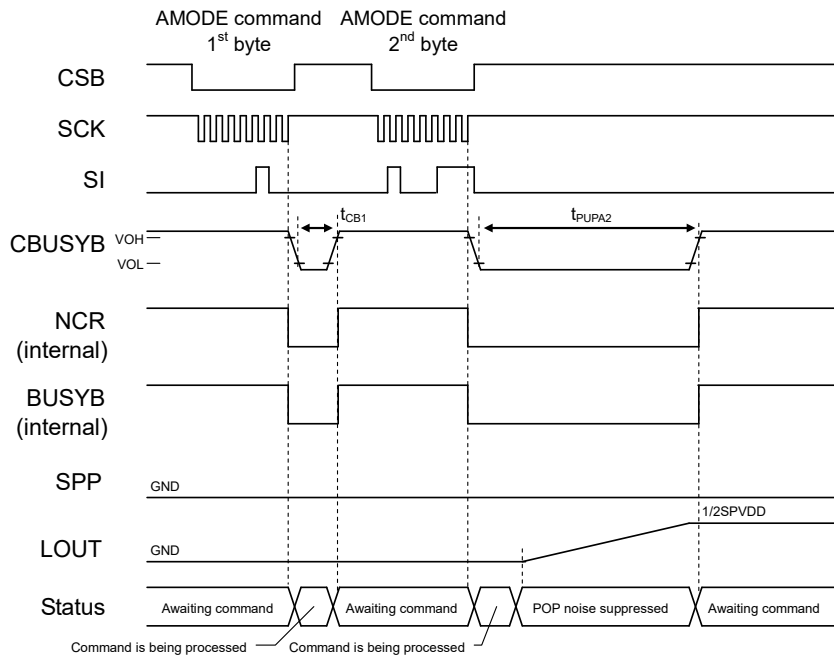 AMODE command AMODE command
1st byte 2nd byte
CSB
SCK
SI
tCB1 tPUPA2
CBUSYB
VOH
VOL
NCR
(internal)
BUSYB
(internal)
SPP
GND
1/2SPVDD
LOUT
GND
Status
Awaiting command Awaiting command POP noise suppressed Awaiting command
Command is being processed Command is being processed